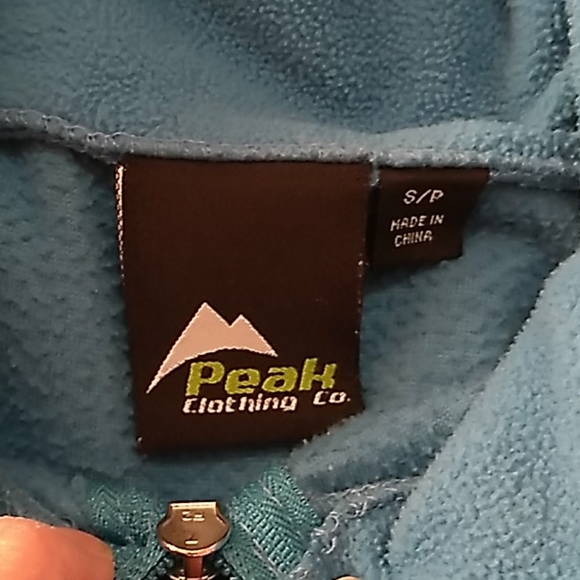 Peak
Clothing Co.
S/P
MADE IN
CHINA